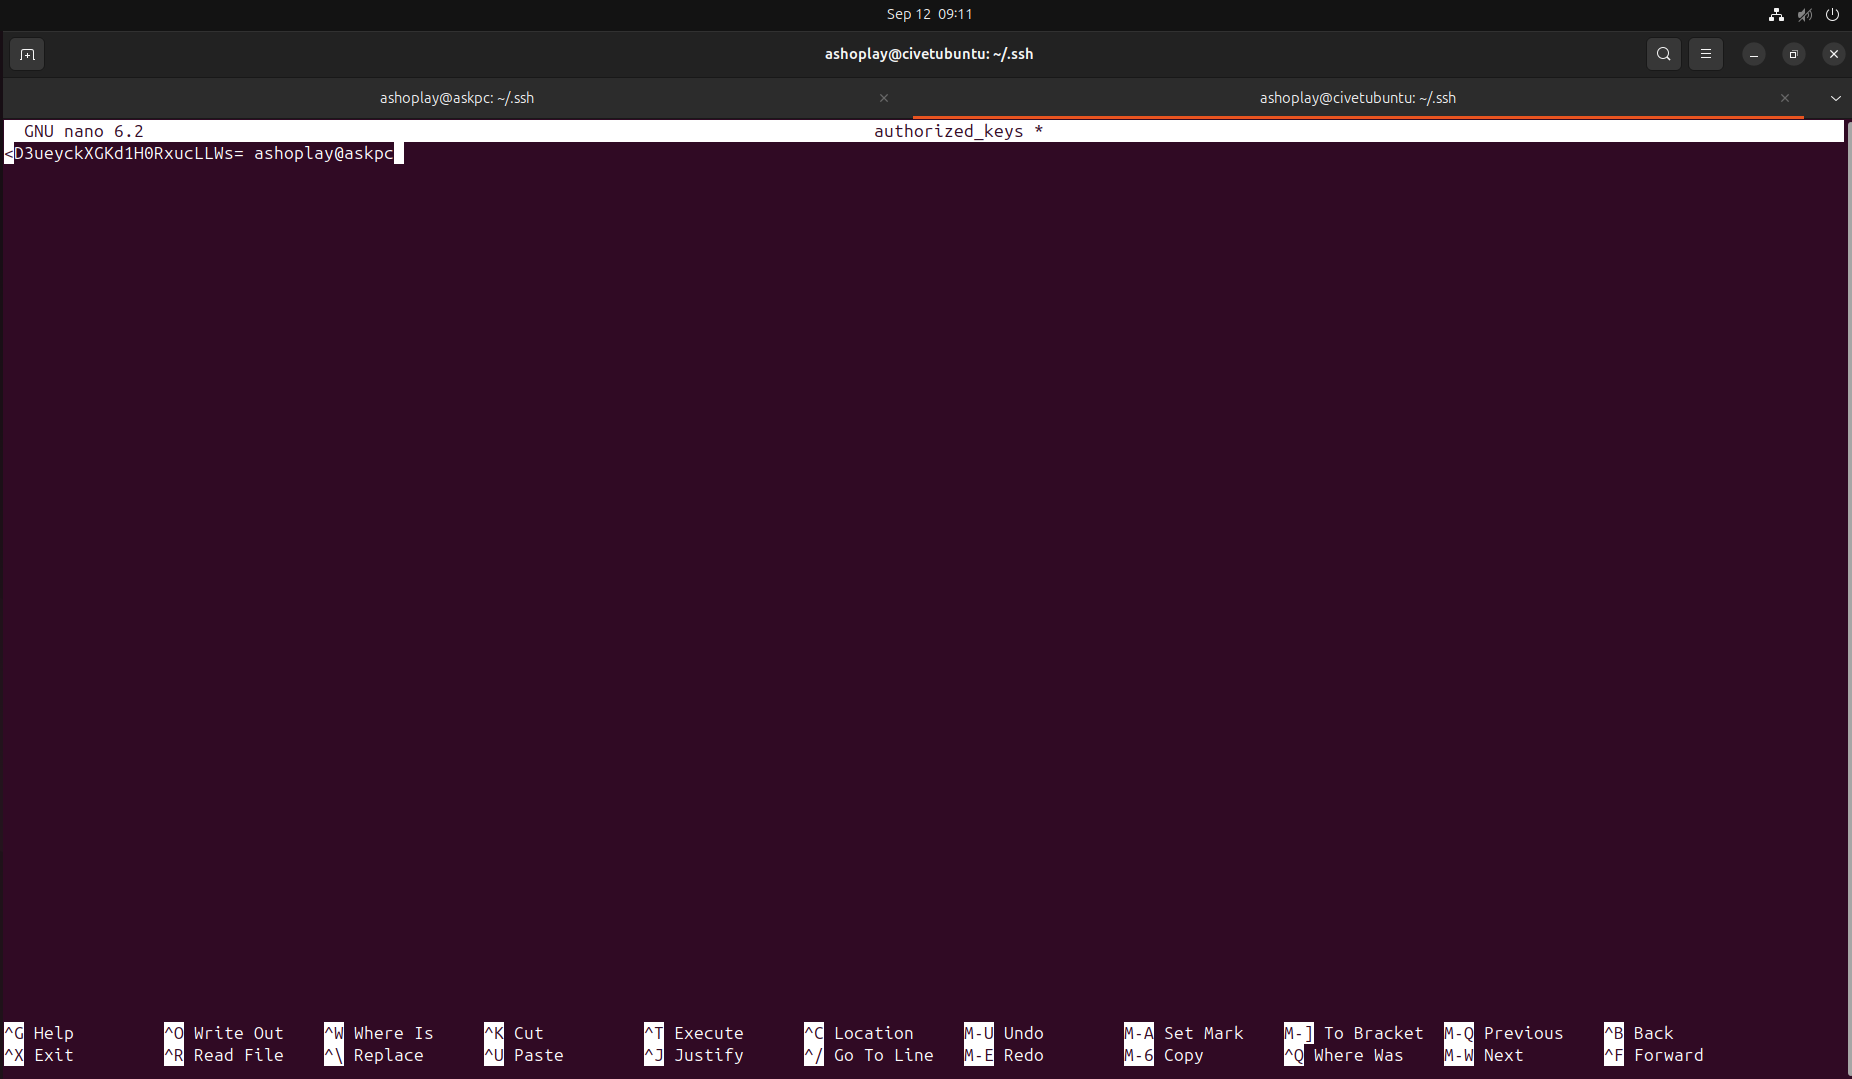 Sep 12 09:11
ashoplay@civetubuntu: ~/.ssh
ashoplay@askpc: ~/.ssh
ashoplay@civetubuntu: ~/.ssh
GNU nano 6.2 authorized_keys *
<D3ueyckXGKd1H0RxucLLWs= ashoplay@askpc
^G Help ^O Write Out ^W Where Is ^K Cut ^T Execute ^C Location M-U Undo M-A Set Mark M-] To Bracket M-Q Previous ^B Back
^X Exit ^R Read File ^\ Replace ^U Paste ^J Justify ^/ Go To Line M-E Redo M-6 Copy ^Q Where Was M-W Next ^F Forward